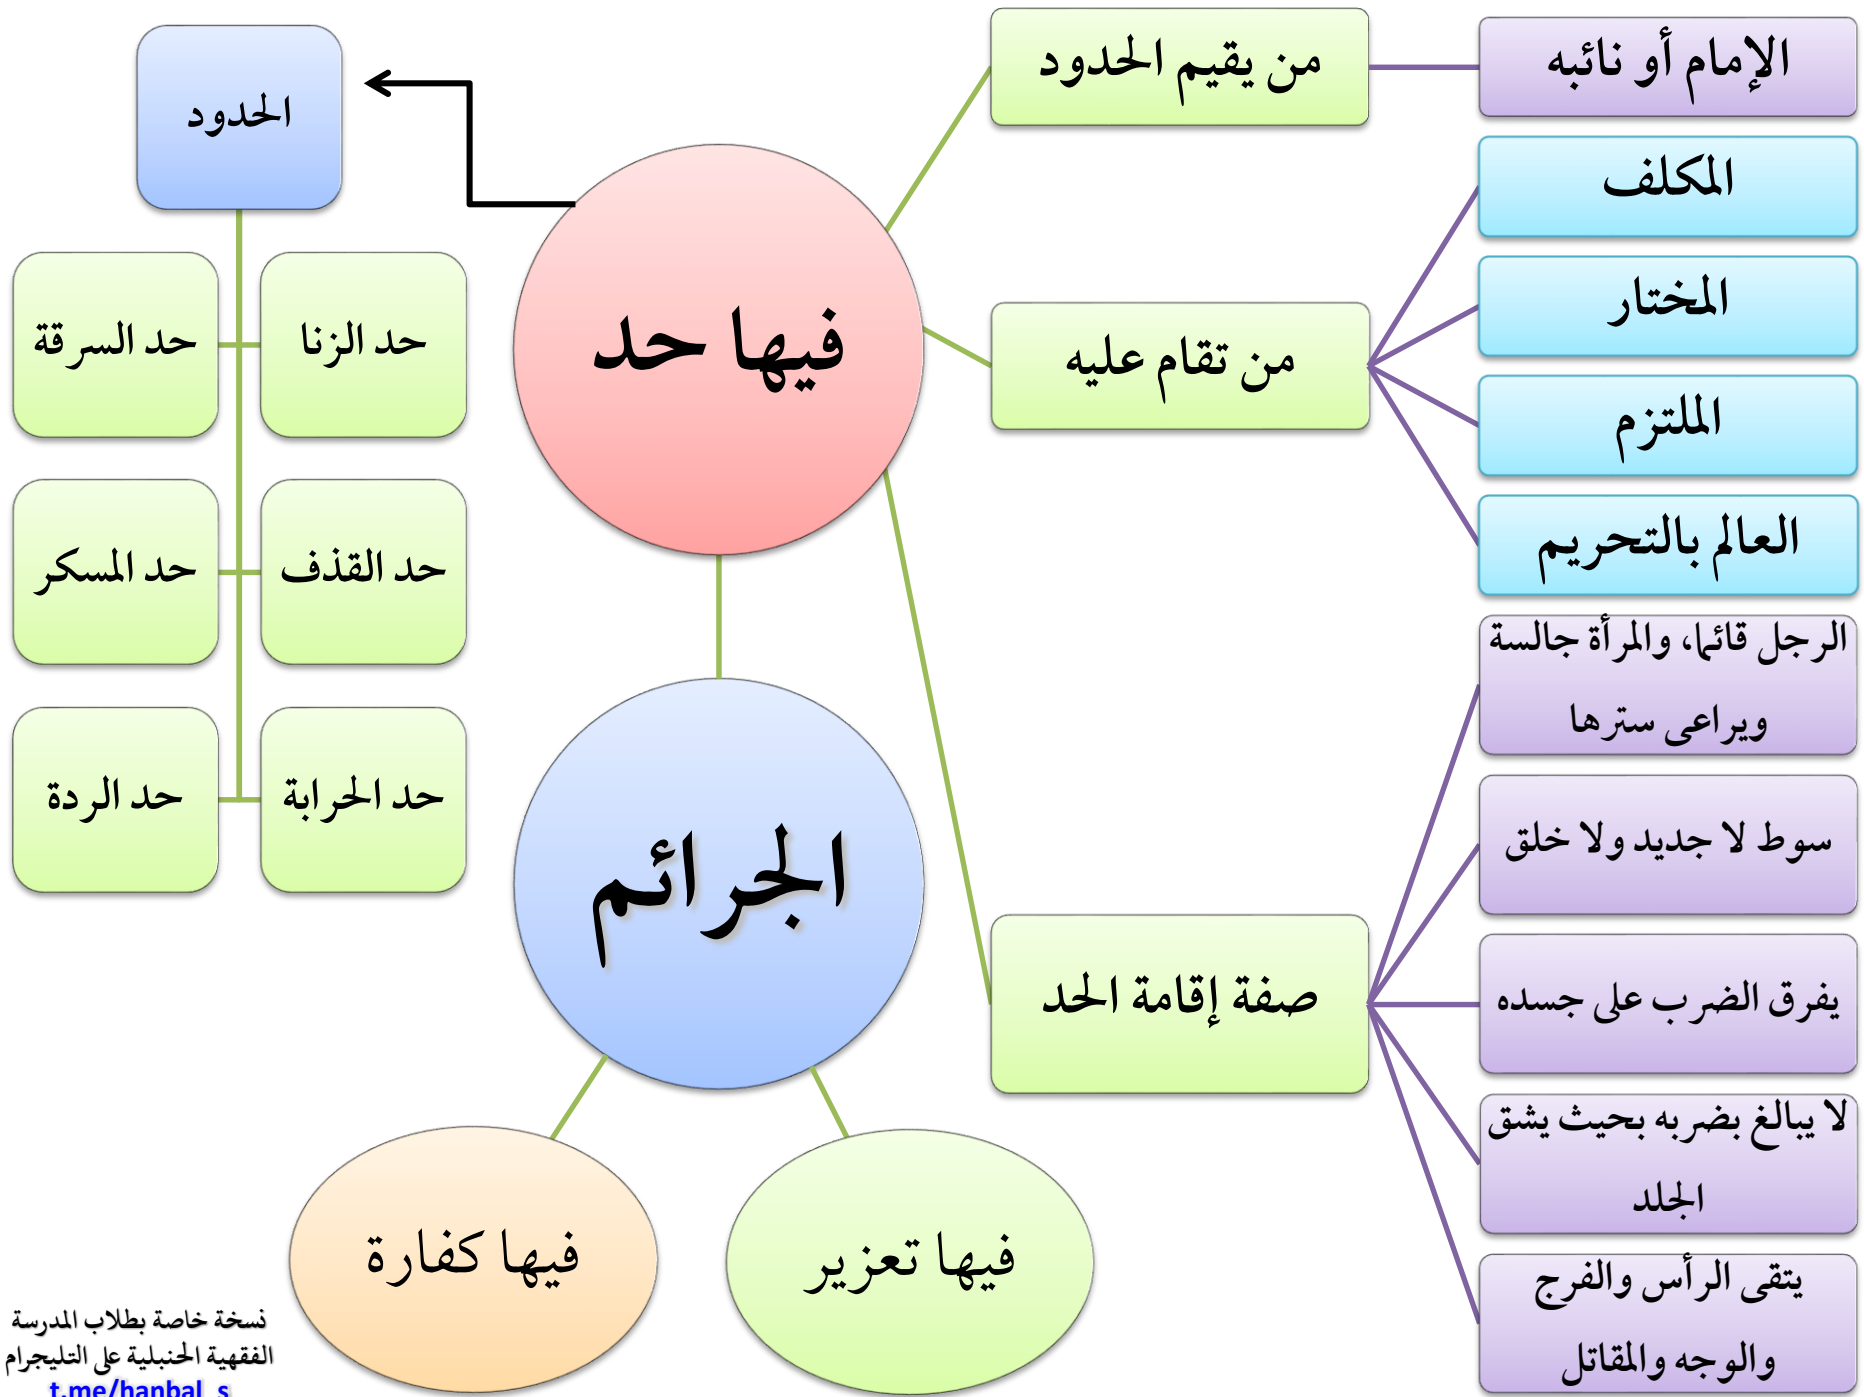 من يقيم الحدود
الإمام أو نائبه
الحدود
المكلف
المختار
الملتزم
العالم بالتحريم
من تقام عليه
فيها حد
حد الزنا
حد السرقة
حد القذف
حد المسكر
حد الحرابة
حد الردة
الرجل قائما، والمرأة جالسة
ويراعى سترها
سوط لا جديد ولا خلق
يفرق الضرب على جسده
لا يبالغ بضربه بحيث يشق
الجلد
يتقى الرأس والفرج
والوجه والمقاتل
صفة إقامة الحد
الجرائم
فيها تعزير
فيها كفارة
نسخة خاصة بطلاب المدرسة
الفقهية الحنبلية على التليجرام
t.me/hanbal_s